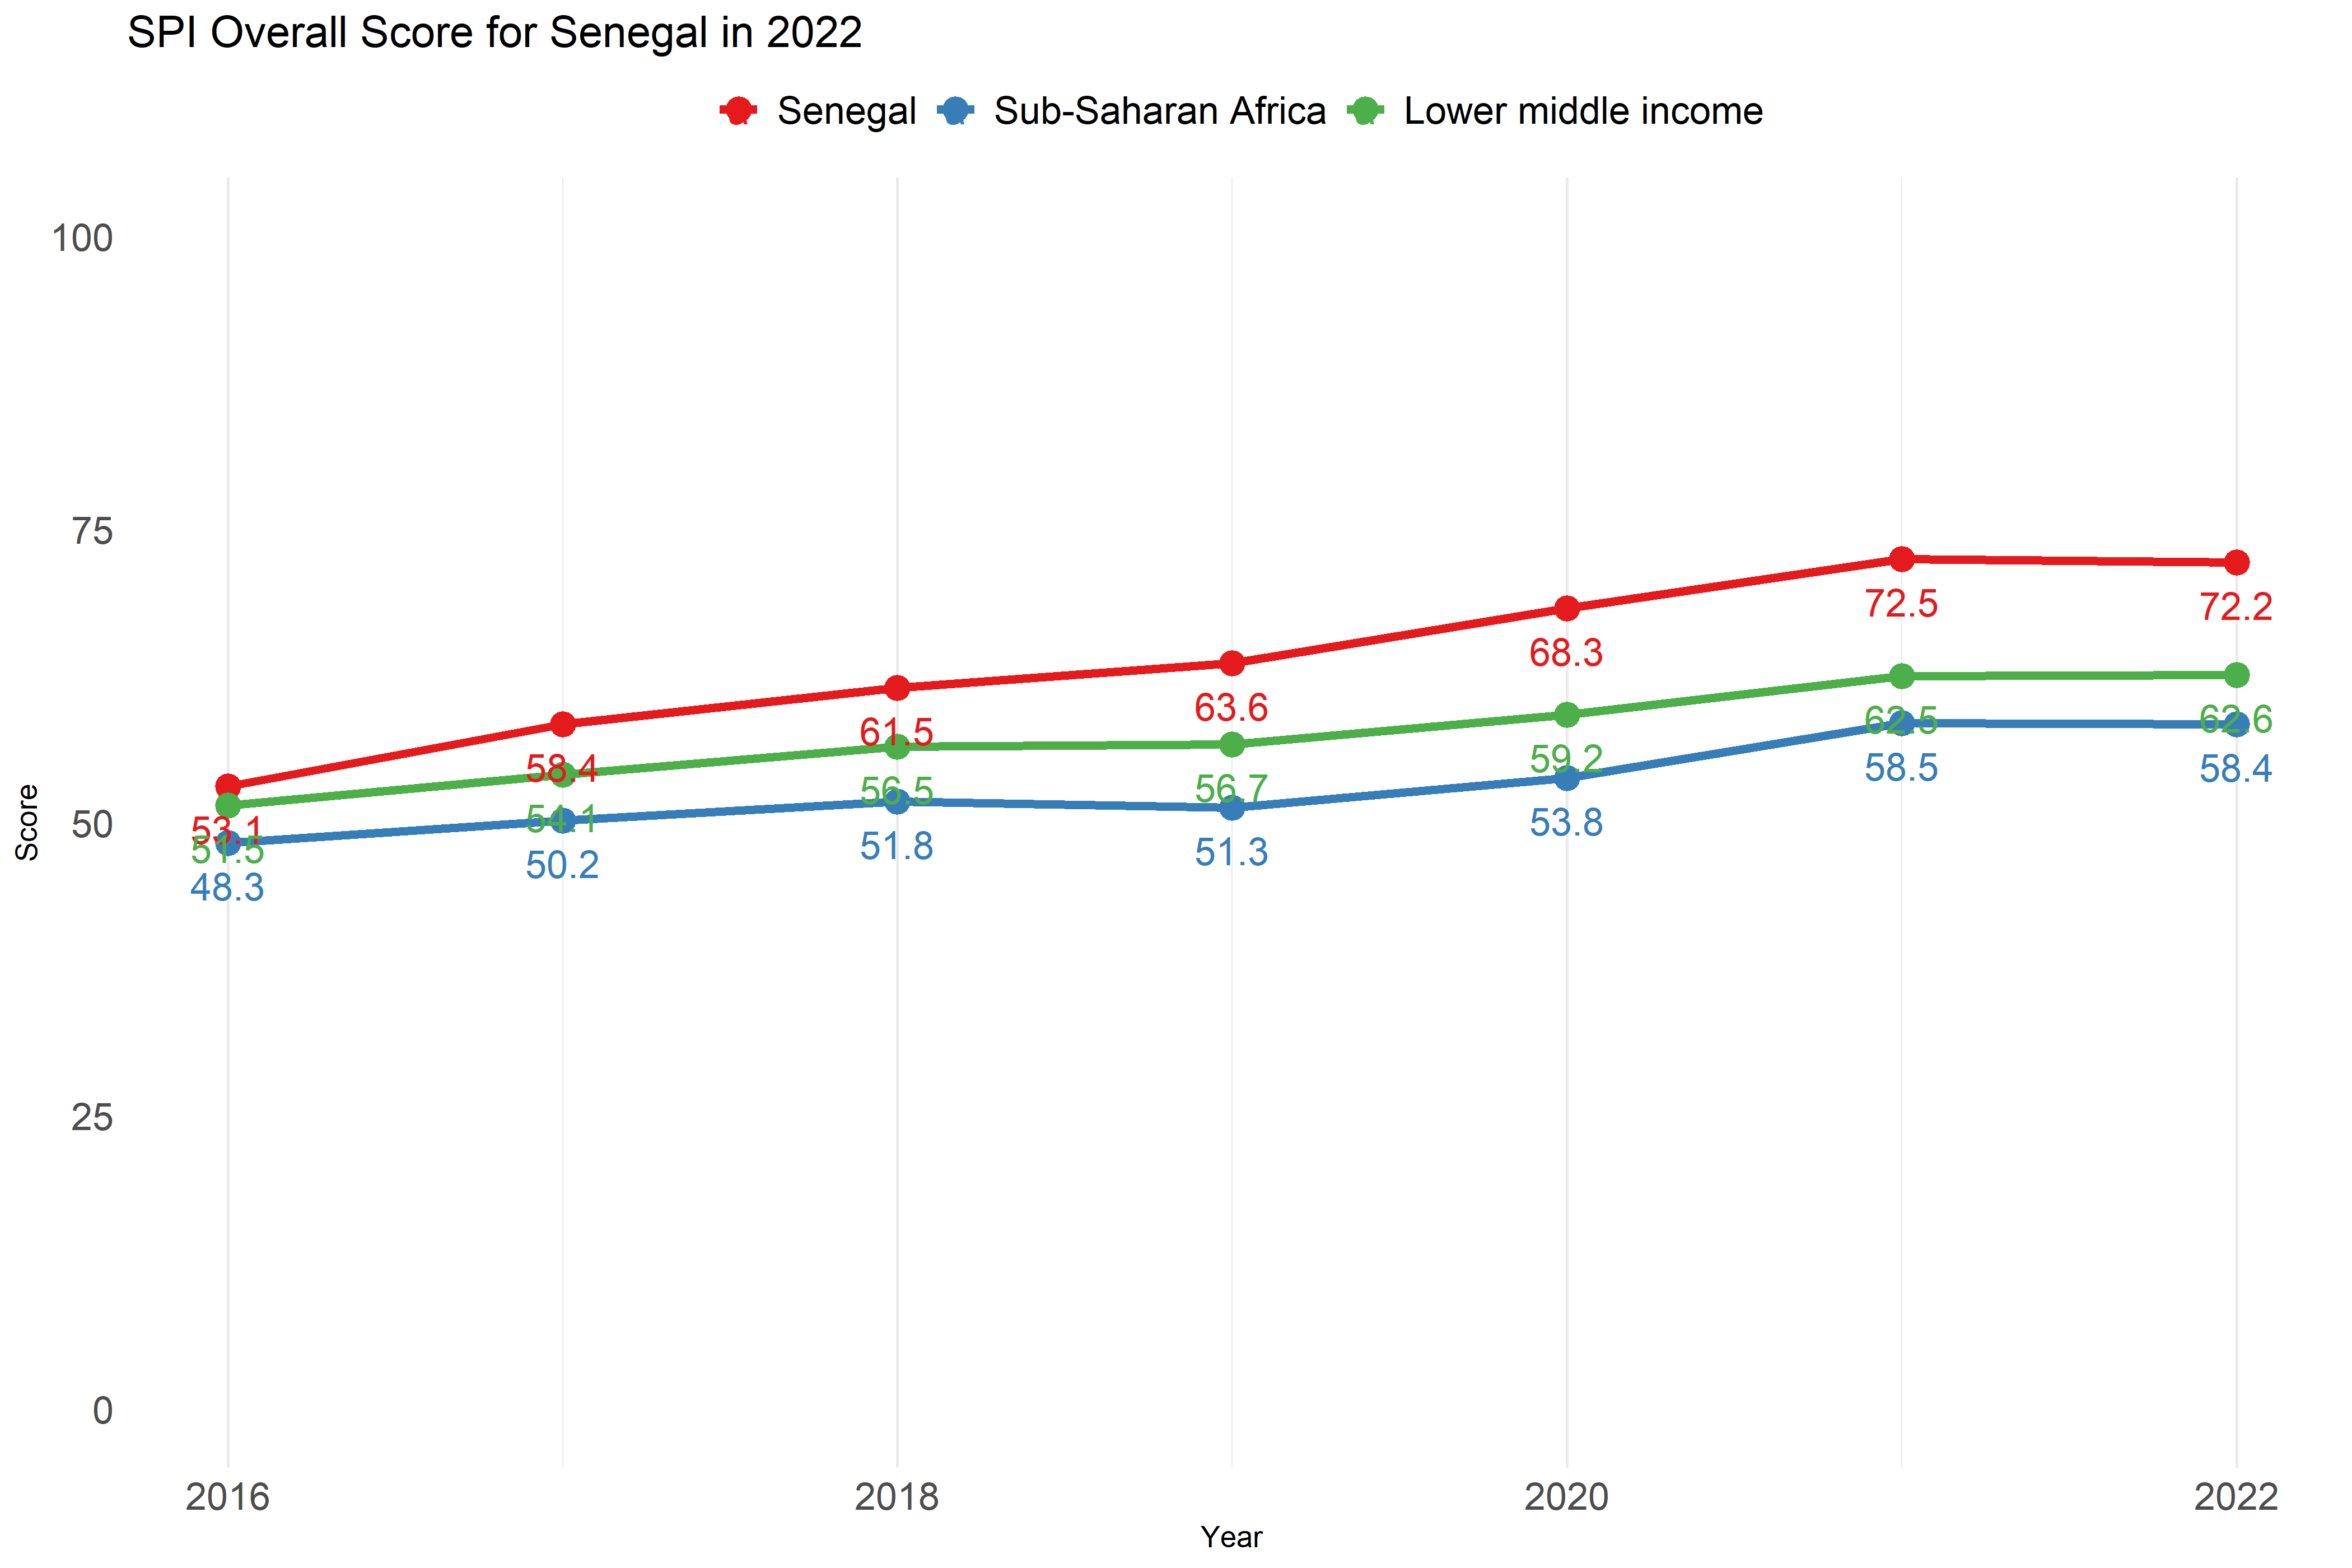 SPI Overall Score for Senegal in 2022
Senegal Sub-Saharan Africa Lower middle income
100
75
50
25
0
Score
53.1 58.4 61.5 63.6 68.3 72.5 72.2
51.5 54.1 56.5 56.7 59.2 62.5 62.6
48.3 50.2 51.8 51.3 53.8 58.5 58.4
2016 2018 2020 2022
Year